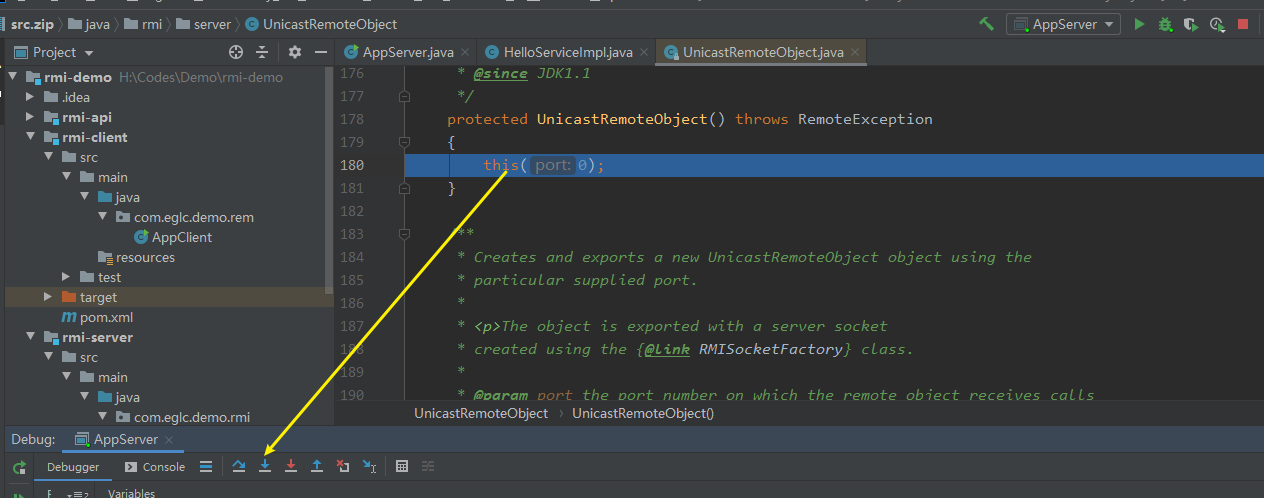 src.zip java rmi server UnicastRemoteObject AppServer
Project AppServer.java HelloServiceImpl.java UnicastRemoteObject.java
rmi-demo H:\Codes\Demo\rmi-demo
.idea
rmi-api
rmi-client
src
main
java
com.eglc.demo.rem
AppClient
resources
test
target
pom.xml
rmi-server
src
main
java
com.eglc.demo.rmi
176 * @since JDK1.1
177 */
178 protected UnicastRemoteObject() throws RemoteException
179 {
180 this( port: 0);
181 }
182
183 /**
184 * Creates and exports a new UnicastRemoteObject object using the
185 * particular supplied port.
186 *
187 * <p>The object is exported with a server socket
188 * created using the {@link RMISocketFactory} class.
189 *
190 * @param port the port number on which the remote object receives calls
UnicastRemoteObject UnicastRemoteObject()
Debug: AppServer
Debugger Console
Variables